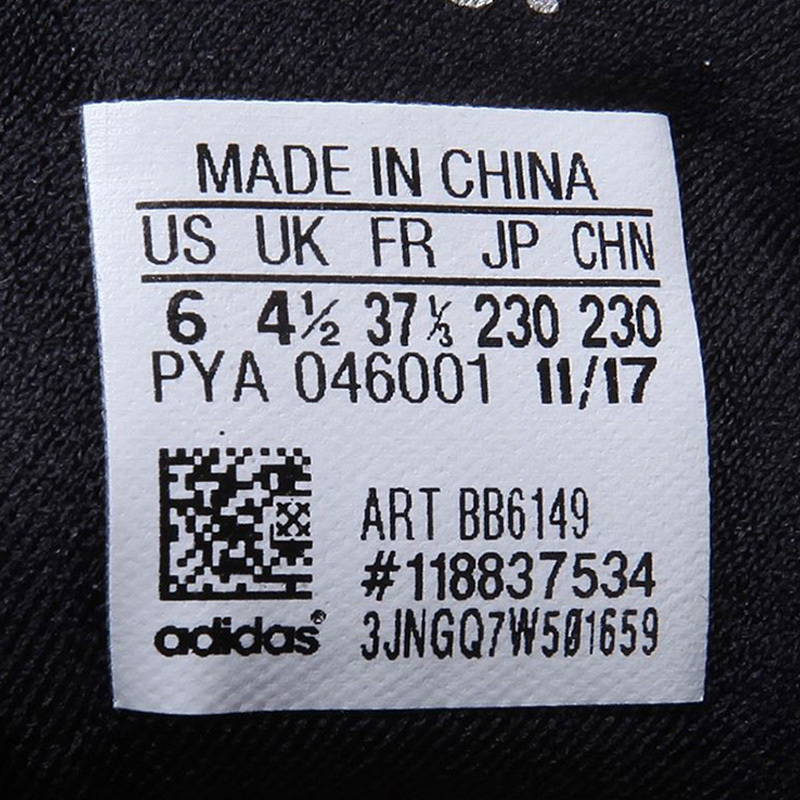 MADE IN CHINA
US UK FR JP CHN
6 4½ 37⅓ 230 230
PYA 046001 11/17
ART BB6149
#118837534
adidas® 3JNGQ7W501659